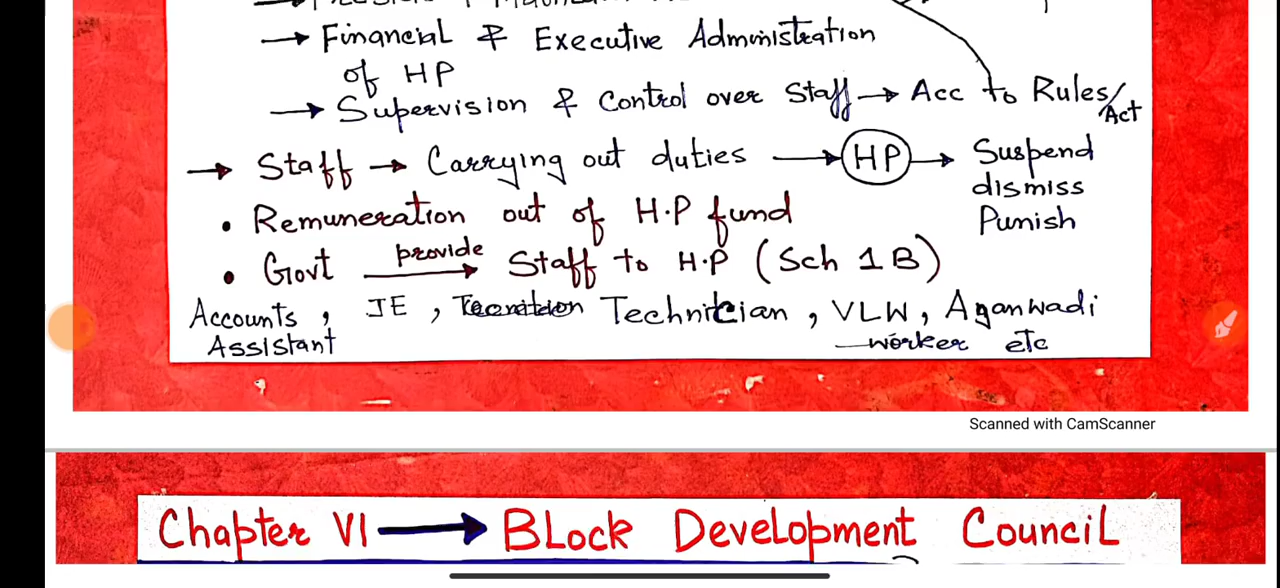 → Financial & Executive Administration
of HP
→ Supervision & Control over Staff → Acc to Rules/
Act
→ Staff → Carrying out duties → HP → Suspend
dismiss
Punish
• Remuneration out of H.P fund
• Govt provide → Staff to H.P (Sch 1 B)
Accounts Assistant , JE , Technitcian , VLW , Aganwadi worker etc
Scanned with CamScanner
Chapter VI → Block Development Council